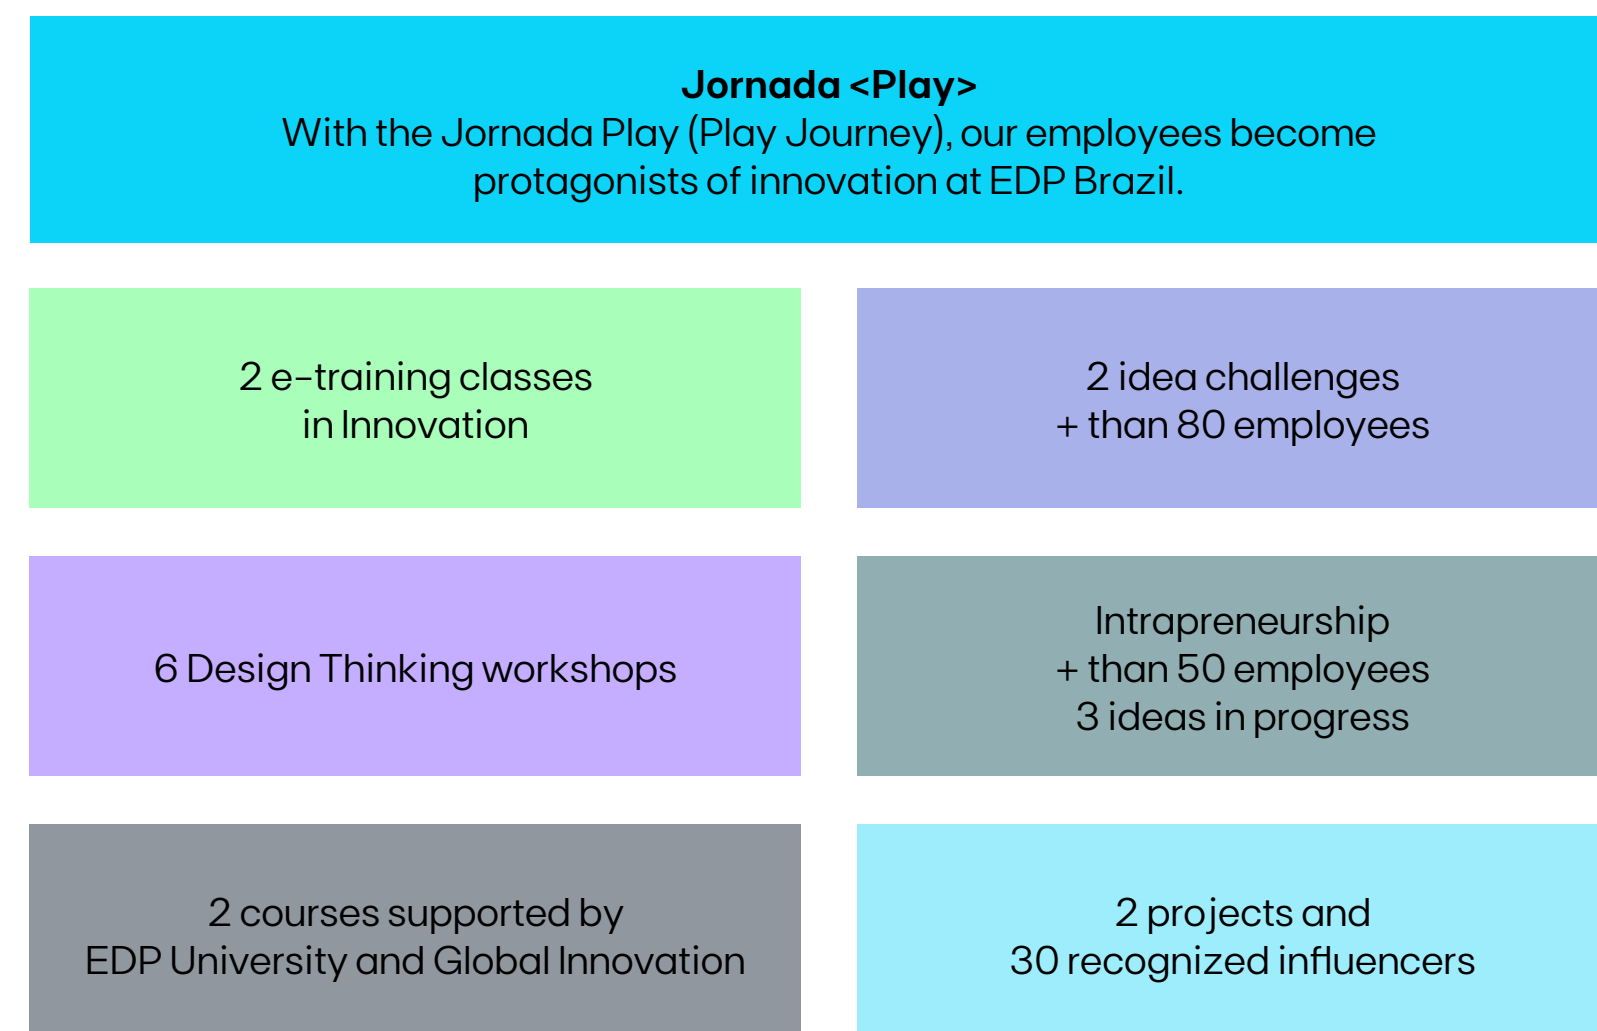 Jornada <Play>
With the Jornada Play (Play Journey), our employees become
protagonists of innovation at EDP Brazil.
2 e-training classes
in Innovation
2 idea challenges
+ than 80 employees
6 Design Thinking workshops
Intrapreneurship
+ than 50 employees
3 ideas in progress
2 courses supported by
EDP University and Global Innovation
2 projects and
30 recognized influencers